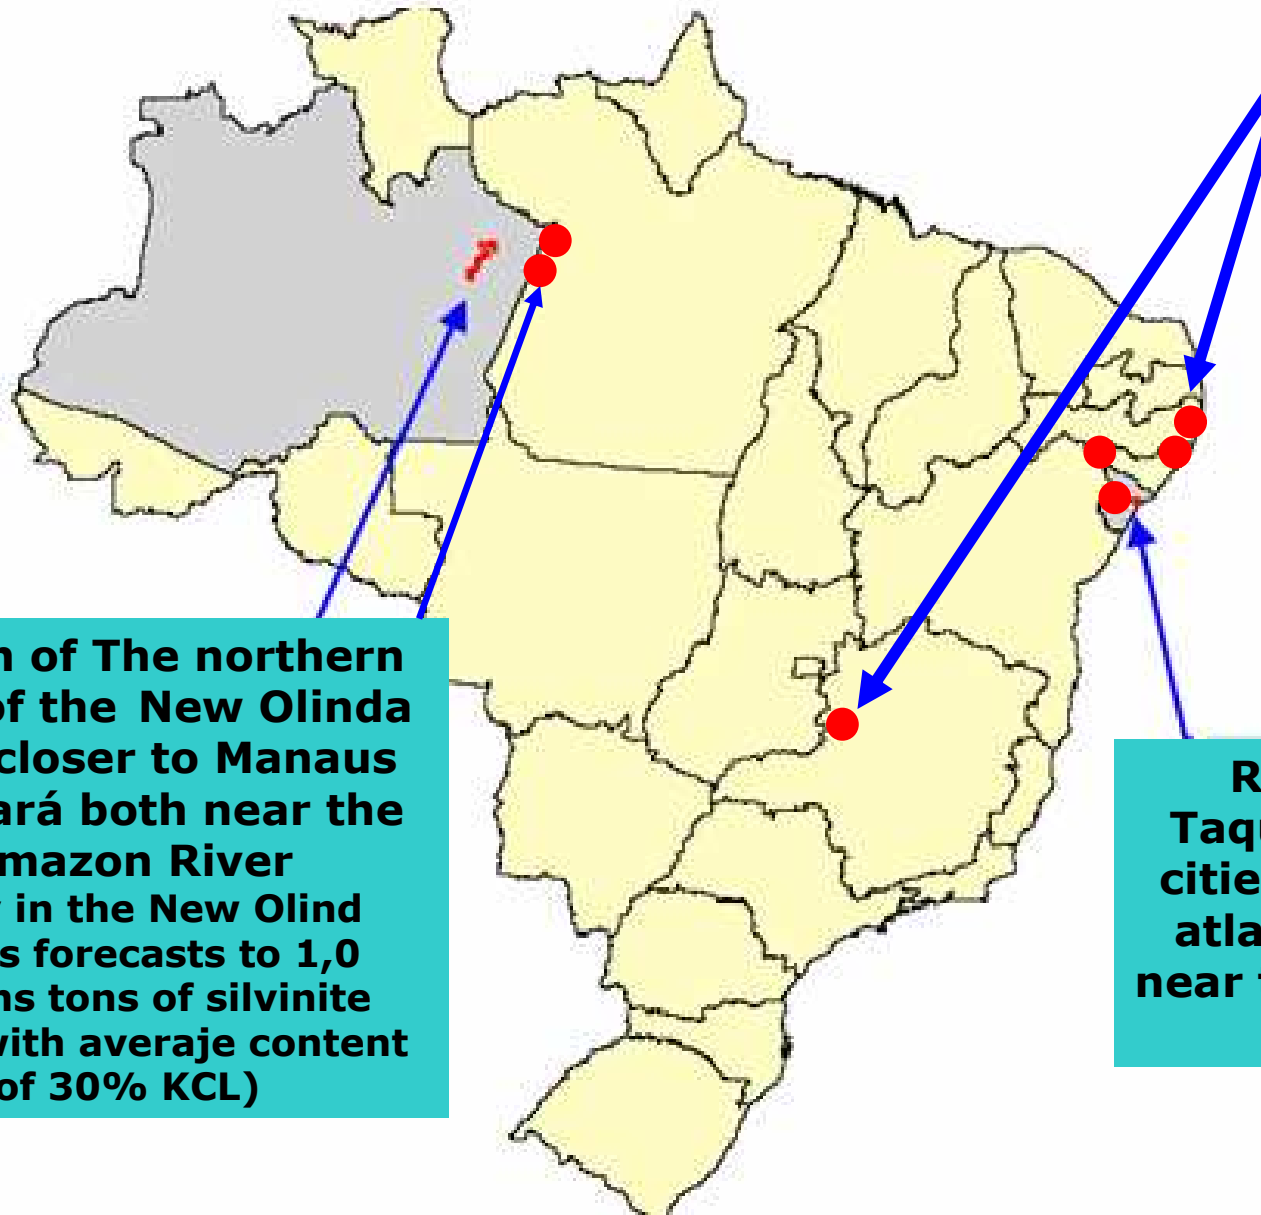 n of The northern
of the New Olinda
closer to Manaus
ará both near the
mazon River
y in the New Olind
s forecasts to 1,0
ns tons of silvinite
with averaje content
of 30% KCL)
R
Taqu
citie
atla
near